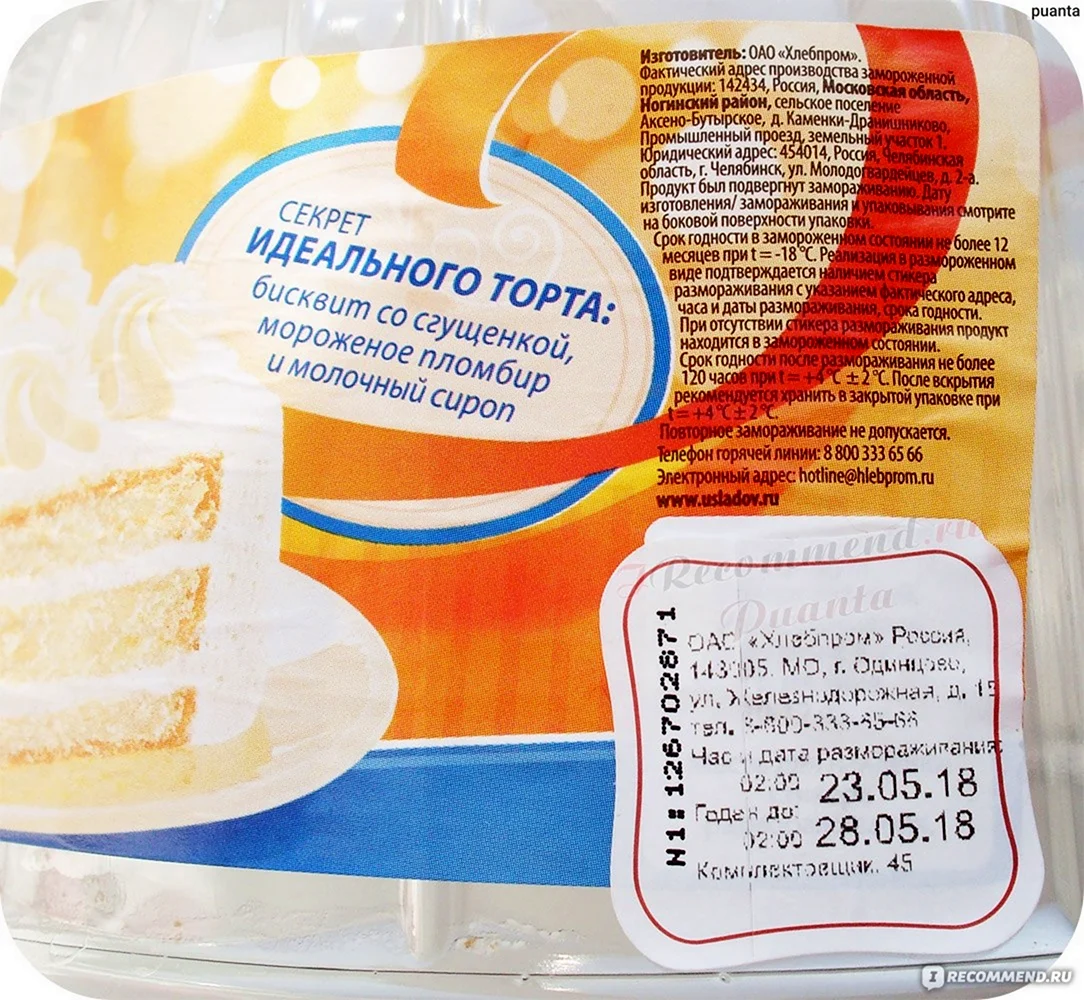 puanta
Изготовитель: ОАО «Хлебпром».
Фактический адрес производства замороженной
продукции: 142434, Россия, Московская область,
Ногинский район, сельское поселение
Аксено-Бутырское, д. Каменки-Дранишниково,
Промышленный проезд, земельный участок 1.
Юридический адрес: 454014, Россия, Челябинская
область, г. Челябинск, ул. Молодогвардейцев, д. 2-а.
Продукт был подвергнут замораживанию. Дату
изготовления/ замораживания и упаковывания смотрите
на боковой поверхности упаковки.
Срок годности в замороженном состоянии не более 12
месяцев при t = -18 °C. Реализация в размороженном
виде подтверждается наличием стикера
размораживания с указанием фактического адреса,
часа и даты размораживания, срока годности.
При отсутствии стикера размораживания продукт
находится в замороженном состоянии.
Срок годности после размораживания не более
120 часов при t = +4 °C ± 2 °C. После вскрытия
рекомендуется хранить в закрытой упаковке при
t = +4 °C ± 2 °C.
Повторное замораживание не допускается.
Телефон горячей линии: 8 800 333 65 66
Электронный адрес: hotline@hlebprom.ru
www.usladov.ru
СЕКРЕТ
ИДЕАЛЬНОГО ТОРТА:
бисквит со сгущенкой,
мороженое пломбир
и молочный сироп
Recommend.ru
Puanta
N1:1267702671
ОАО «Хлебпром» Россия,
143005, МО, г. Одинцово,
ул. Железнодорожная, д. 15
тел. 8-800-333-65-66
Час и дата размораживания:
02:00 23.05.18
Годен до:
02:00 28.05.18
Комплектовщик. 45
IRECOMMEND.RU